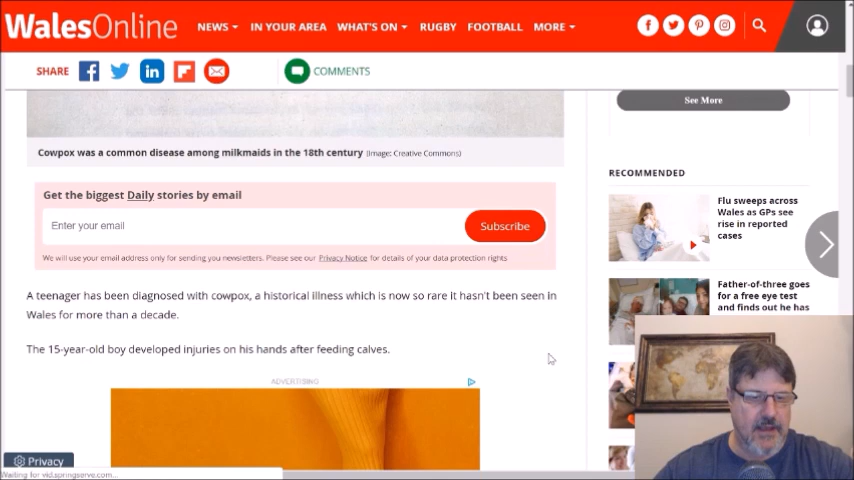 WalesOnline
NEWS IN YOUR AREA WHAT'S ON RUGBY FOOTBALL MORE
SHARE COMMENTS
See More
Cowpox was a common disease among milkmaids in the 18th century (Image: Creative Commons)
RECOMMENDED
Get the biggest Daily stories by email
Enter your email
Subscribe
We will use your email address only for sending you newsletters. Please see our Privacy Notice for details of your data protection rights
Flu sweeps across
Wales as GPs see
rise in reported
cases
A teenager has been diagnosed with cowpox, a historical illness which is now so rare it hasn't been seen in
Wales for more than a decade.
Father-of-three goes
for a free eye test
and finds out he has
The 15-year-old boy developed injuries on his hands after feeding calves.
ADVERTISING
Privacy
Waiting for vid.springserve.com...